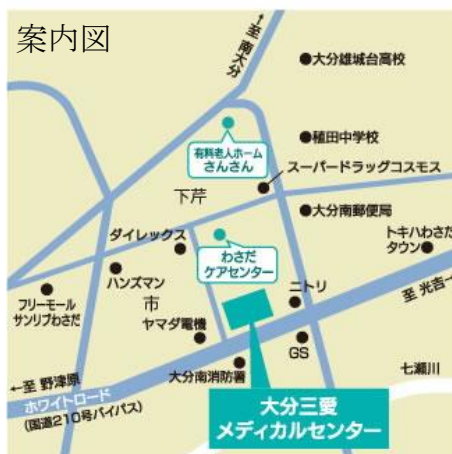 案内図
←至 南大分
●大分雄城台高校
有料老人ホーム
さんさん
●稙田中学校
スーパードラッグコスモス
下芹
●大分南郵便局
トキハわさだ
タウン
ダイレックス
わさだ
ケアセンター
ハンズマン
ニトリ
至 光吉→
フリーモール
サンリブわさだ
市
ヤマダ電機
GS
大分南消防署
七瀬川
←至 野津原
ホワイトロード
(国道210号バイパス)
大分三愛
メディカルセンター